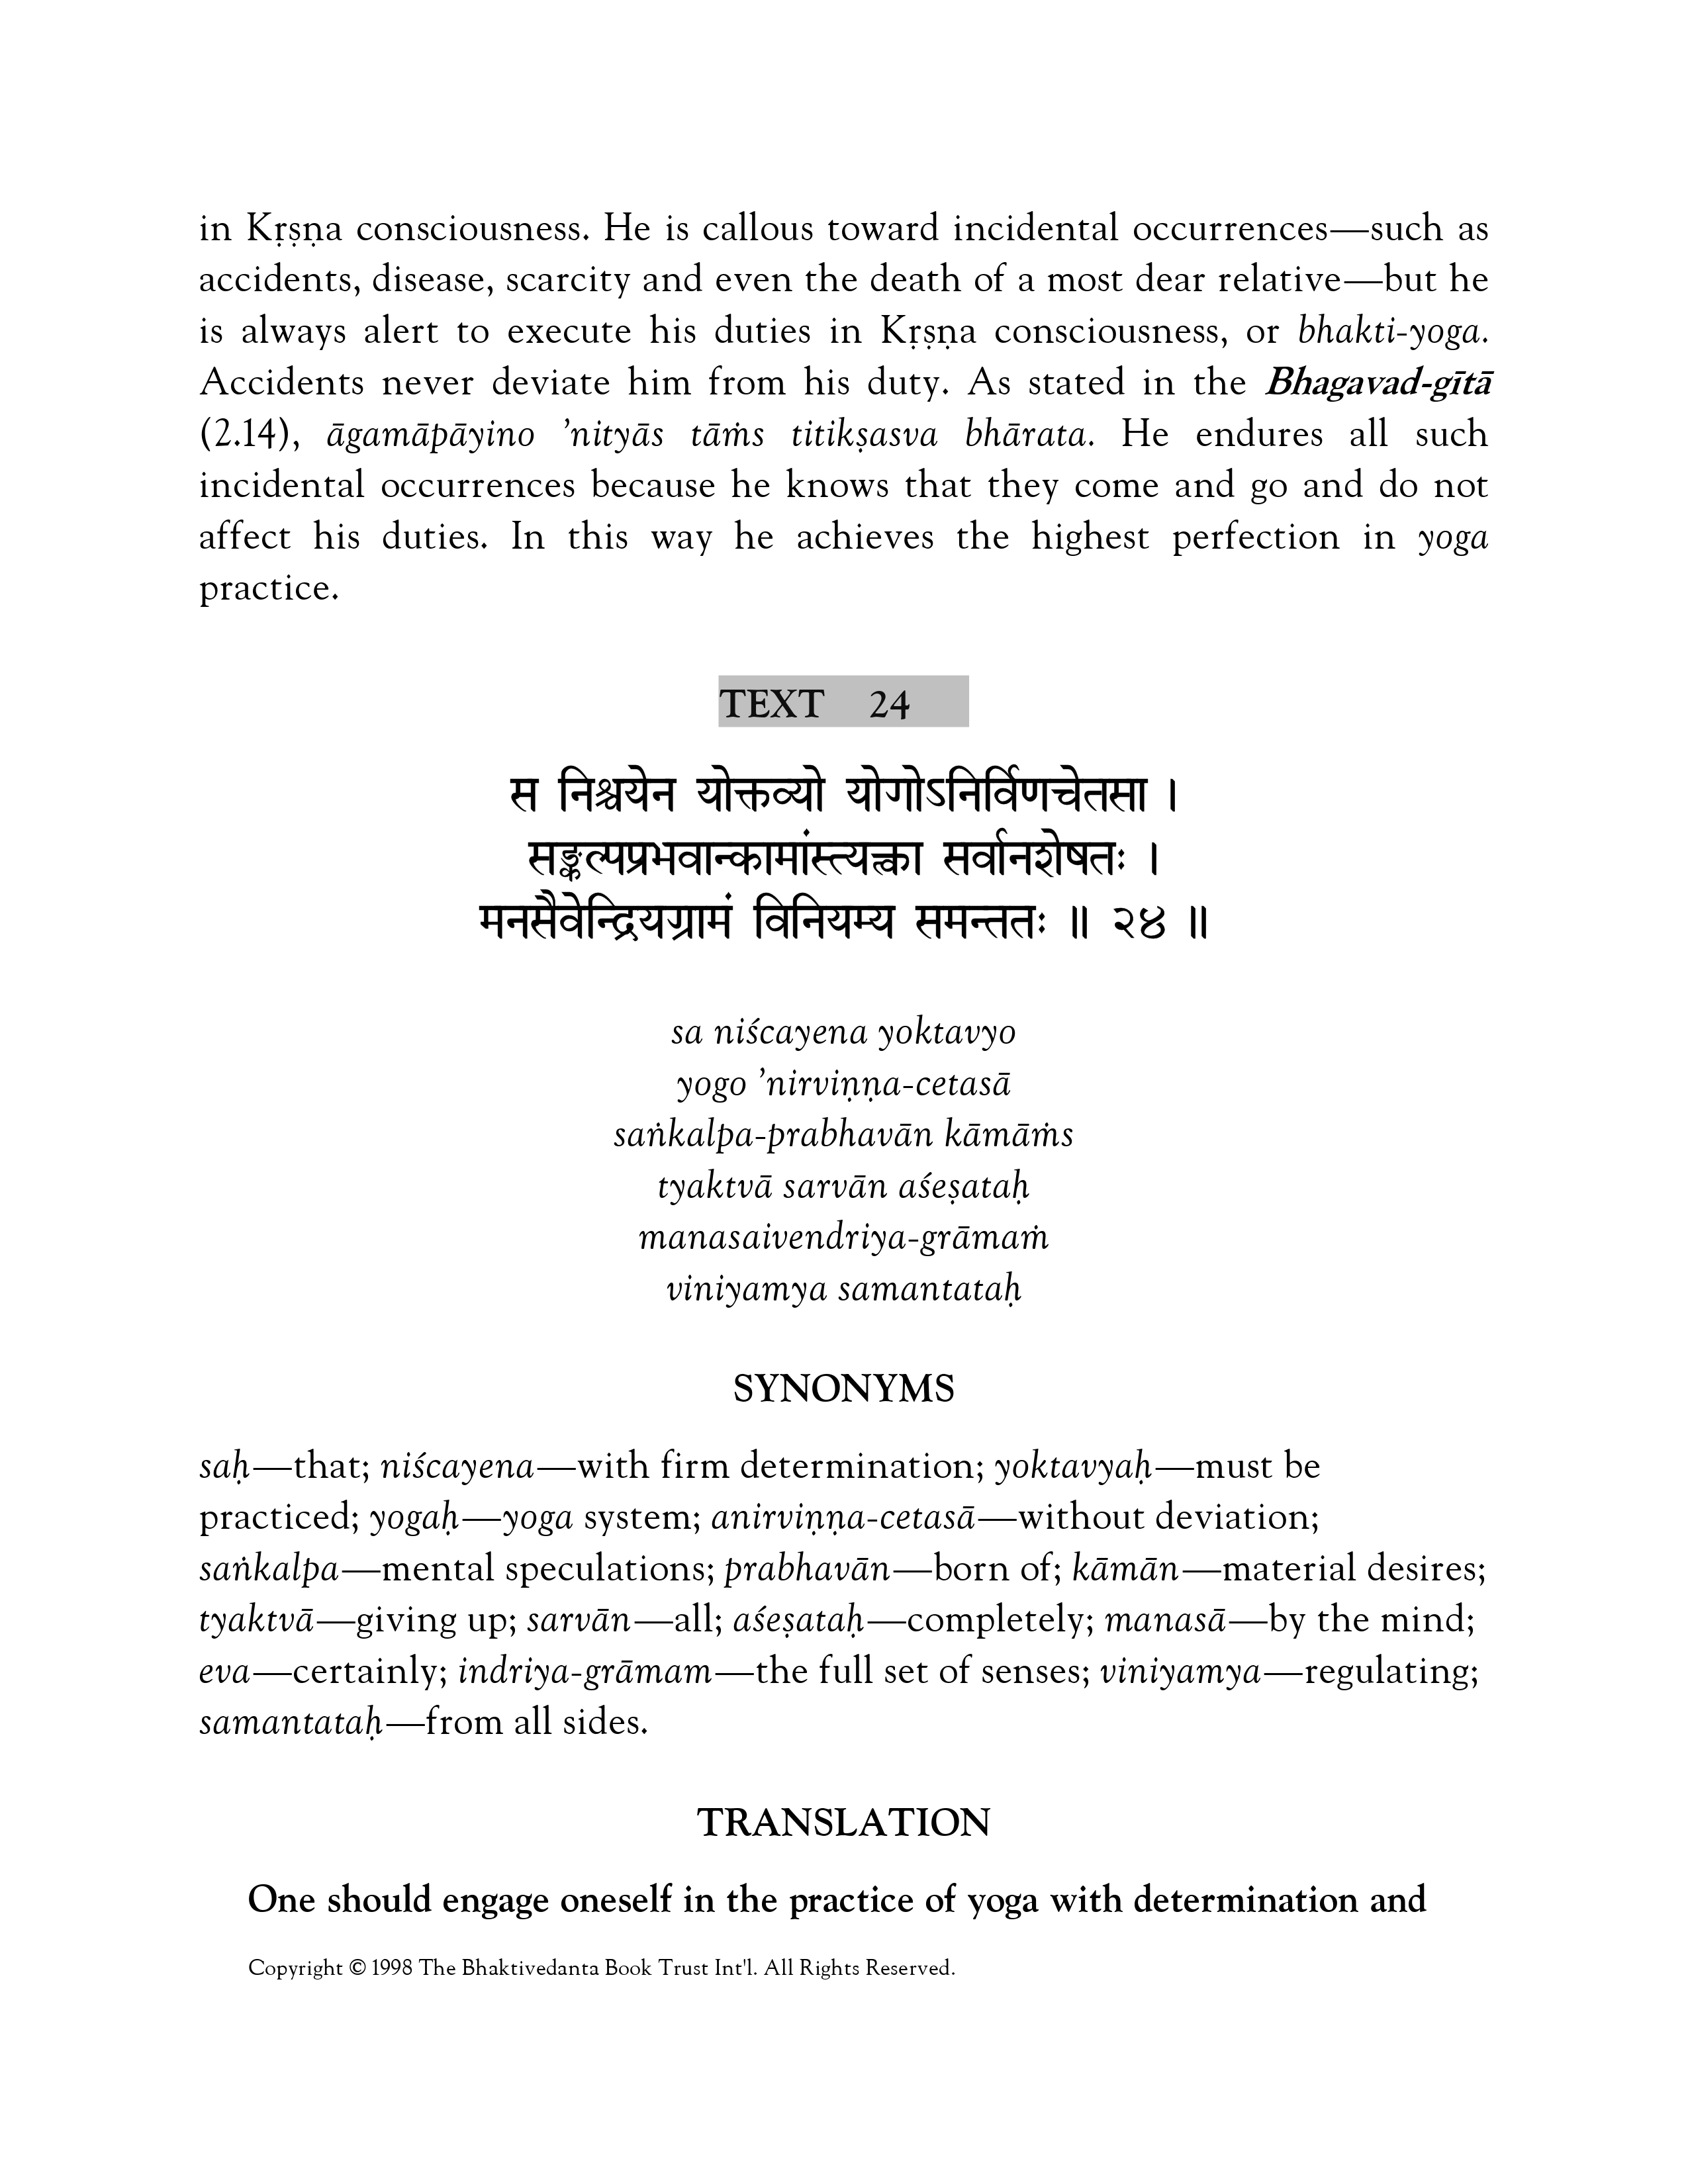 in Kṛṣṇa consciousness. He is callous toward incidental occurrences—such as
accidents, disease, scarcity and even the death of a most dear relative—but he
is always alert to execute his duties in Kṛṣṇa consciousness, or bhakti-yoga.
Accidents never deviate him from his duty. As stated in the Bhagavad-gītā
(2.14), āgamāpāyino ’nityās tāṁs titikṣasva bhārata. He endures all such
incidental occurrences because he knows that they come and go and do not
affect his duties. In this way he achieves the highest perfection in yoga
practice.
TEXT 24
स निश्चयेन योक्तव्यो योगोऽनिर्विणचेतसा ।
सङ्कल्पप्रभवान्कामांस्त्यक्त्वा सर्वानशेषतः ।
मनसैवेन्द्रियग्रामं विनियम्य समन्ततः ॥ २४ ॥
sa niścayena yoktavyo
yogo ’nirviṇṇa-cetasā
saṅkalpa-prabhavān kāmāṁs
tyaktvā sarvān aśeṣataḥ
manasaivendriya-grāmaṁ
viniyamya samantataḥ
SYNONYMS
saḥ—that; niścayena—with firm determination; yoktavyaḥ—must be
practiced; yogaḥ—yoga system; anirviṇṇa-cetasā—without deviation;
saṅkalpa—mental speculations; prabhavān—born of; kāmān—material desires;
tyaktvā—giving up; sarvān—all; aśeṣataḥ—completely; manasā—by the mind;
eva—certainly; indriya-grāmam—the full set of senses; viniyamya—regulating;
samantataḥ—from all sides.
TRANSLATION
One should engage oneself in the practice of yoga with determination and
Copyright © 1998 The Bhaktivedanta Book Trust Int'l. All Rights Reserved.